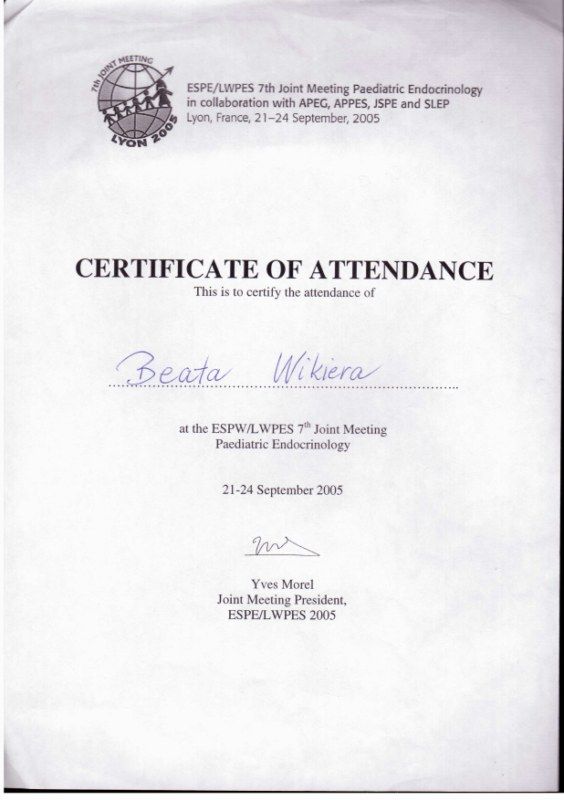 7th JOINT MEETING
LYON 2005
ESPE/LWPES 7th Joint Meeting Paediatric Endocrinology
in collaboration with APEG, APPES, JSPE and SLEP
Lyon, France, 21–24 September, 2005
CERTIFICATE OF ATTENDANCE
This is to certify the attendance of
Beata Wikiera
at the ESPW/LWPES 7th Joint Meeting
Paediatric Endocrinology
21-24 September 2005
Yves Morel
Joint Meeting President,
ESPE/LWPES 2005